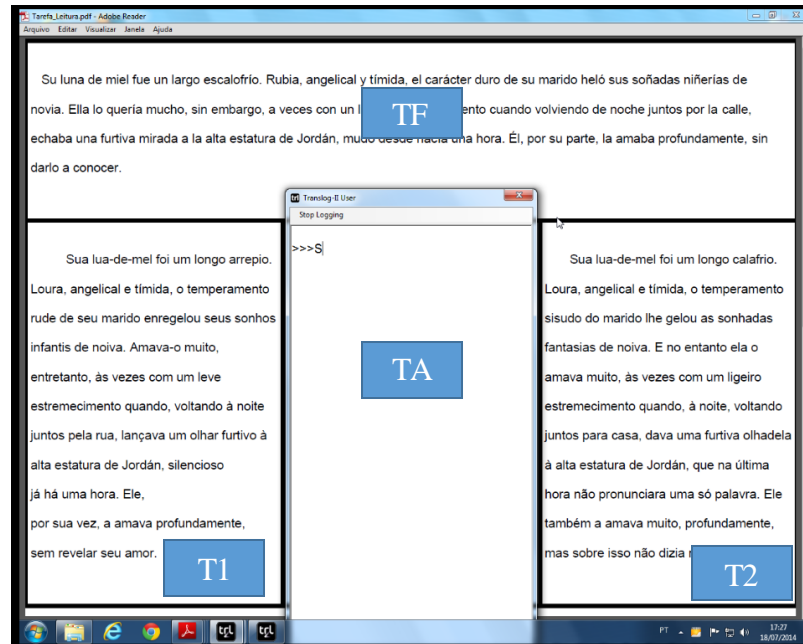 Tarefa_Leitura.pdf - Adobe Reader
Arquivo Editar Visualizar Janela Ajuda
Su luna de miel fue un largo escalofrío. Rubia, angelical y tímida, el carácter duro de su marido heló sus soñadas niñerías de
novia. Ella lo quería mucho, sin embargo, a veces con un ento cuando volviendo de noche juntos por la calle,
TF
echaba una furtiva mirada a la alta estatura de Jordán, mudo desde hacía una hora. Él, por su parte, la amaba profundamente, sin
darlo a conocer.
Translog-II User
Stop Logging
>>>S
TA
Sua lua-de-mel foi um longo arrepio.
Loura, angelical e tímida, o temperamento
rude de seu marido enregelou seus sonhos
infantis de noiva. Amava-o muito,
entretanto, às vezes com um leve
estremecimento quando, voltando à noite
juntos pela rua, lançava um olhar furtivo à
alta estatura de Jordán, silencioso
já há uma hora. Ele,
por sua vez, a amava profundamente,
sem revelar seu amor.
T1
Sua lua-de-mel foi um longo calafrio.
Loura, angelical e tímida, o temperamento
sisudo do marido lhe gelou as sonhadas
fantasias de noiva. E no entanto ela o
amava muito, às vezes com um ligeiro
estremecimento quando, à noite, voltando
juntos para casa, dava uma furtiva olhadela
à alta estatura de Jordán, que na última
hora não pronunciara uma só palavra. Ele
também a amava muito, profundamente,
mas sobre isso não dizia
T2
PT
17:27
18/07/2014